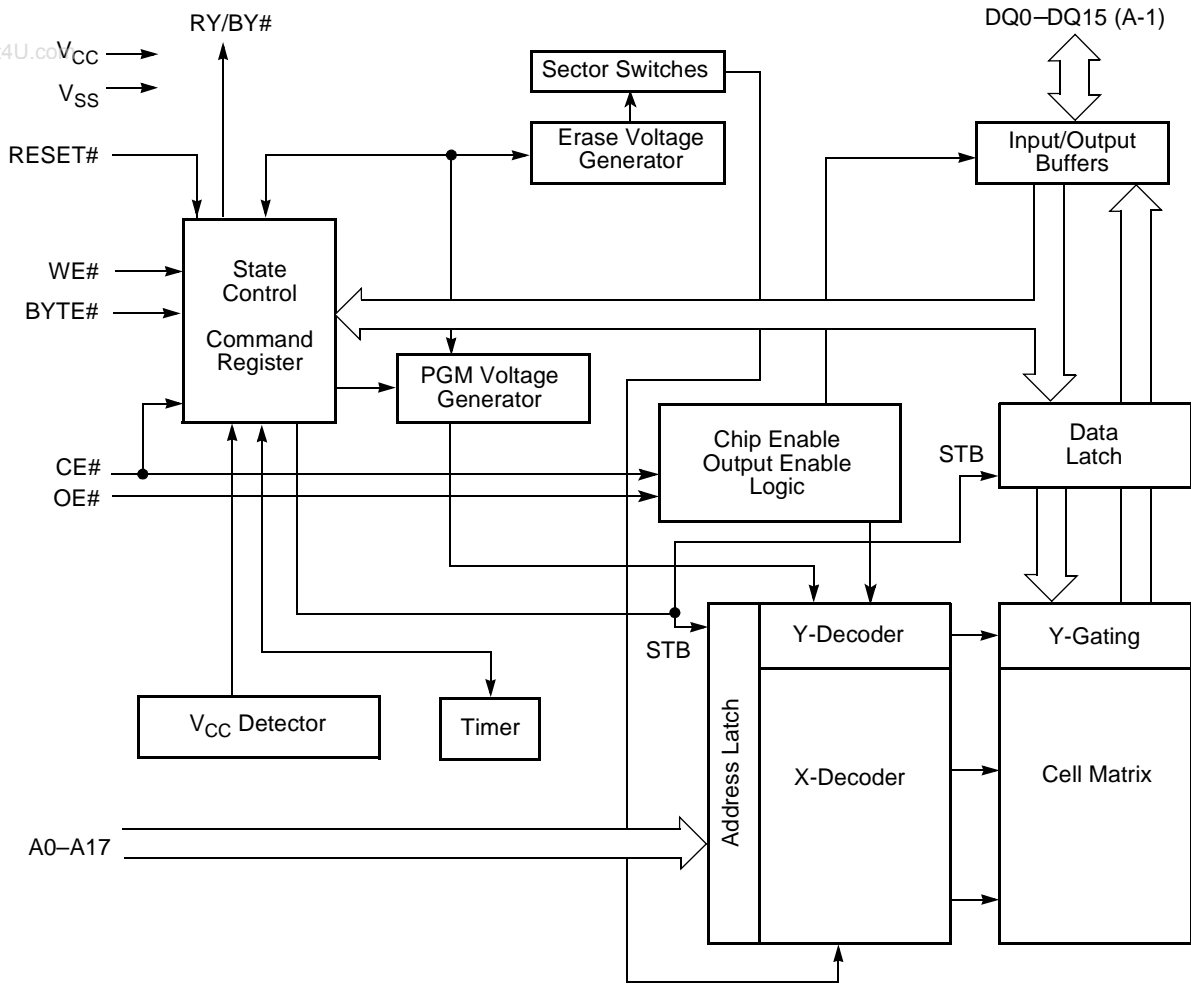 RY/BY#
DQ0–DQ15 (A-1)
t4U.com
VCC
VSS
Sector Switches
Erase Voltage
Generator
Input/Output
Buffers
RESET#
WE#
BYTE#
State
Control
Command
Register
PGM Voltage
Generator
Chip Enable
Output Enable
Logic
STB
Data
Latch
CE#
OE#
STB
Y-Decoder
Y-Gating
VCC Detector
Timer
Address Latch
X-Decoder
Cell Matrix
A0–A17